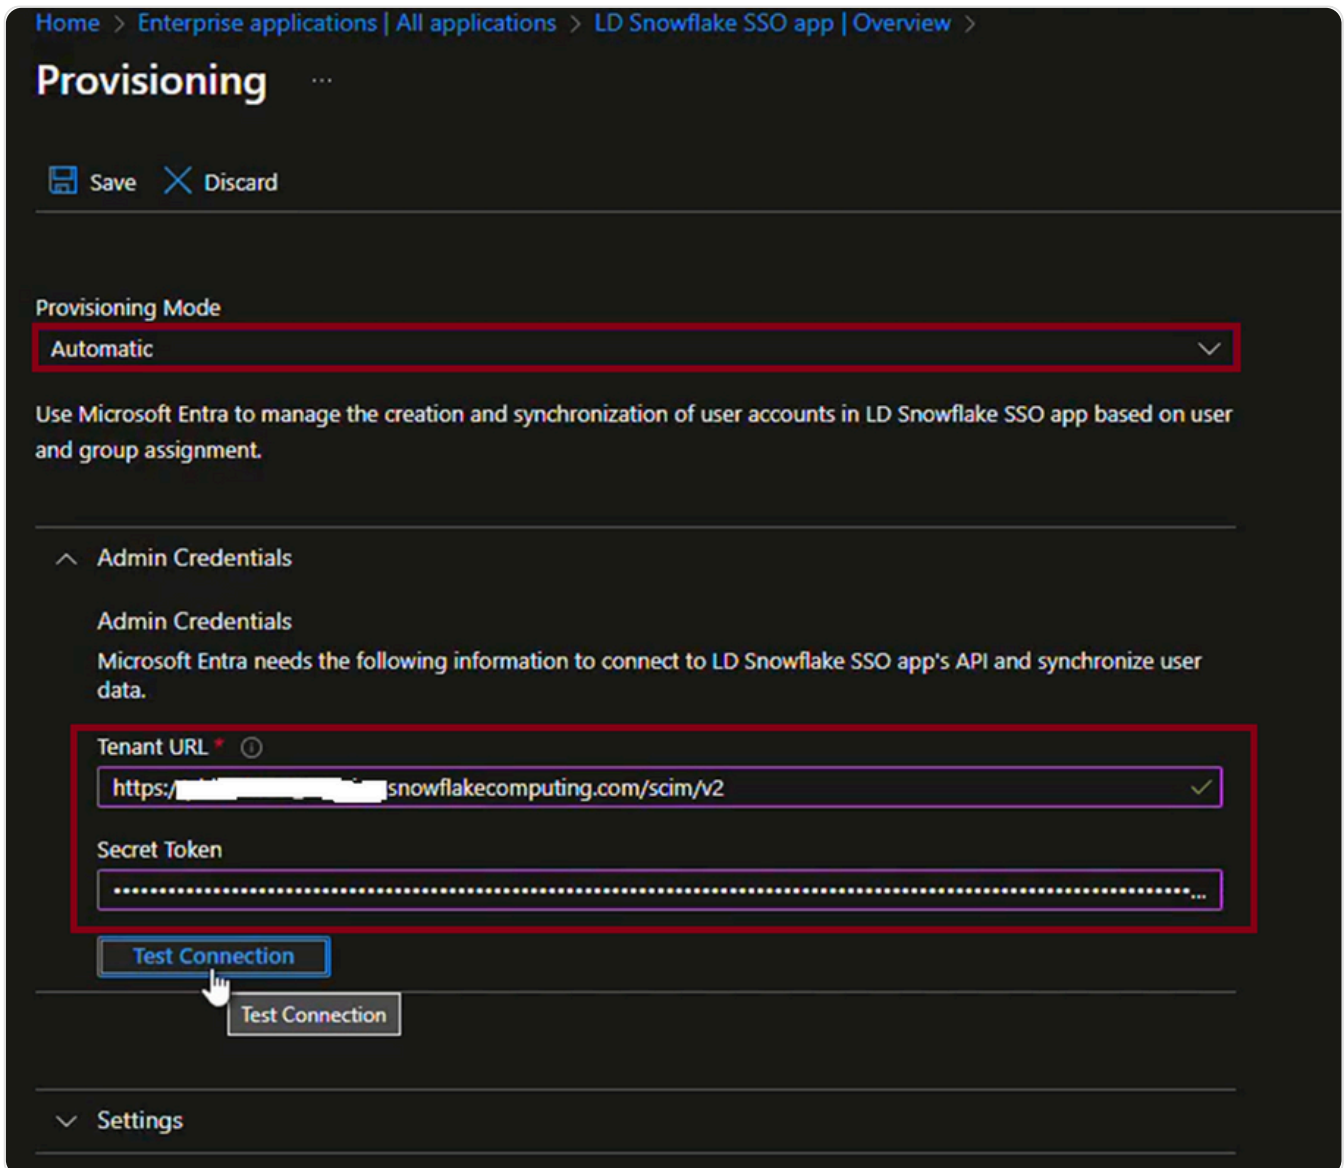 Home > Enterprise applications | All applications > LD Snowflake SSO app | Overview >
Provisioning ...
Save Discard
Provisioning Mode
Automatic
Use Microsoft Entra to manage the creation and synchronization of user accounts in LD Snowflake SSO app based on user
and group assignment.
Admin Credentials
Admin Credentials
Microsoft Entra needs the following information to connect to LD Snowflake SSO app's API and synchronize user
data.
Tenant URL *
https:/ snowflakecomputing.com/scim/v2
Secret Token
Test Connection
Test Connection
Settings